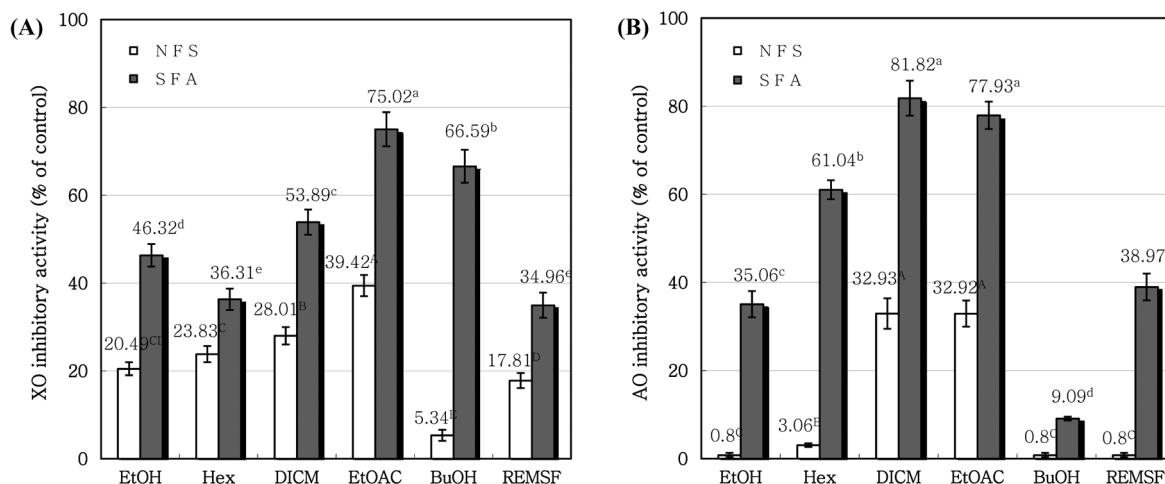 (A)
XO inhibitory activity (% of control)
100
80
60
40
20
0
NFS
SFA
20.49CD
46.32d
23.83C
36.31e
28.01B
53.89c
39.42A
75.02a
5.34E
66.59b
17.81D
34.96e
EtOH Hex DICM EtOAC BuOH REMSF
(B)
AO inhibitory activity (% of control)
100
80
60
40
20
0
NFS
SFA
0.8C
35.06c
3.06B
61.04b
32.93A
81.82a
32.92A
77.93a
0.8C
9.09d
0.8C
38.97
EtOH Hex DICM EtOAC BuOH REMSF